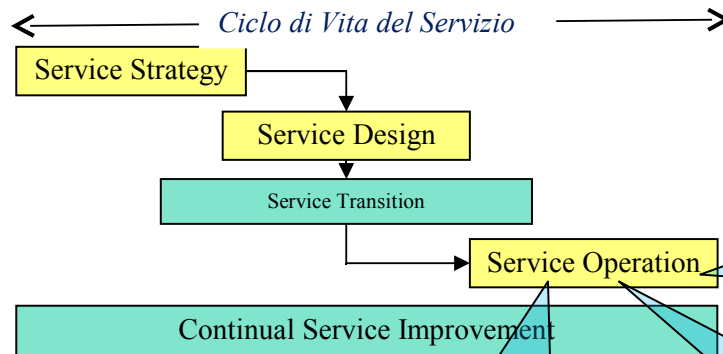 Ciclo di Vita del Servizio
Service Strategy
Service Design
Service Transition
Service Operation
Continual Service Improvement